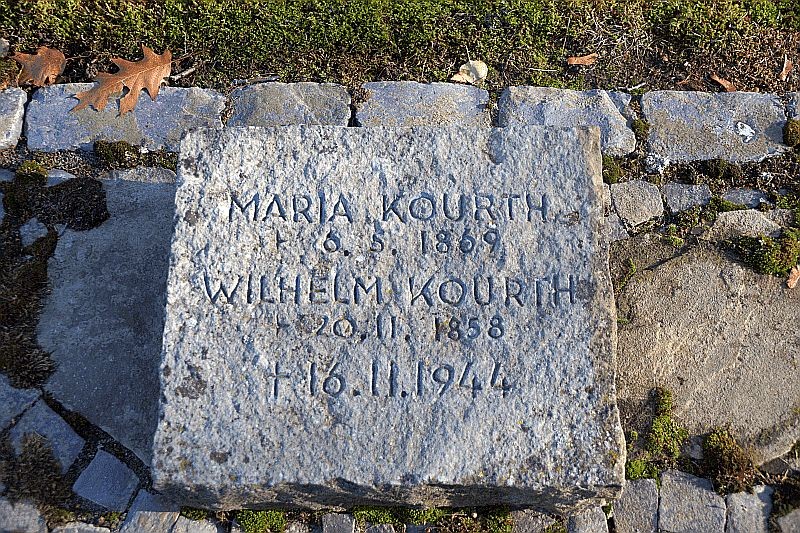 MARIA KOURTH
6. 5. 1869
WILHELM KOURTH
20. 11. 1858
† 16.11.1944